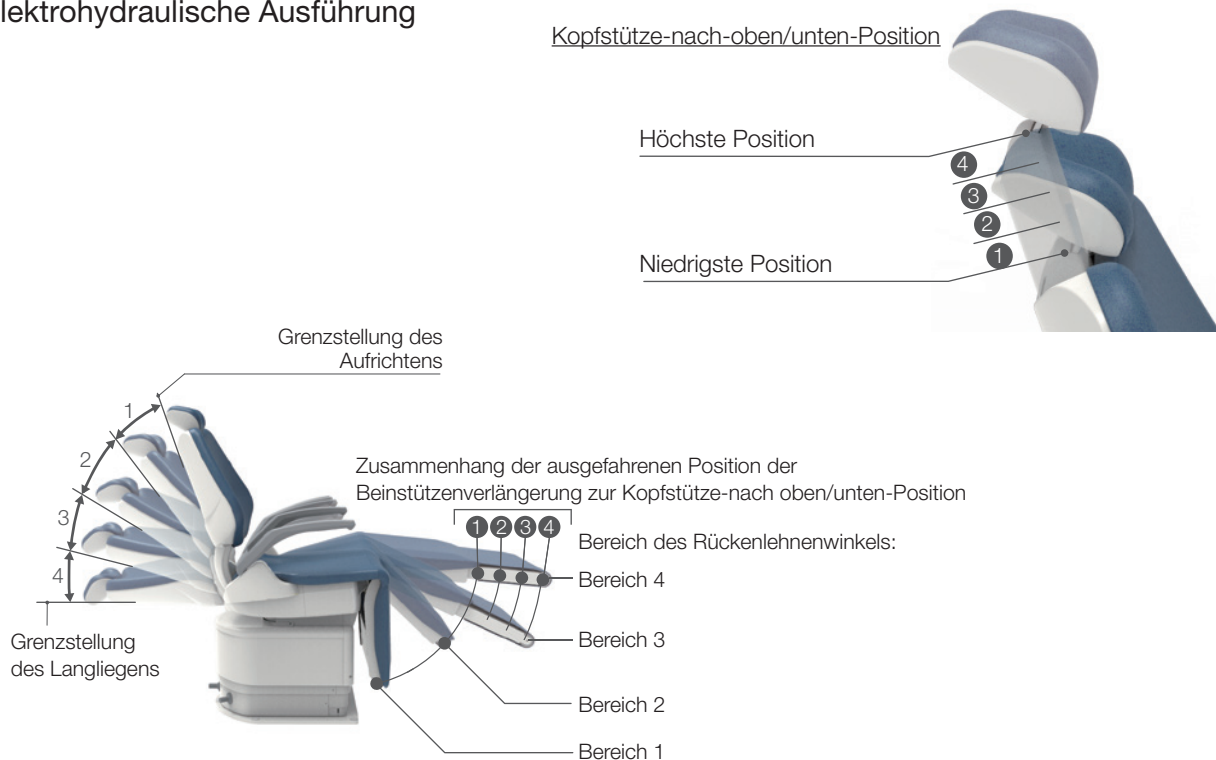 lektrohydraulische Ausführung
Kopfstütze-nach-oben/unten-Position
Höchste Position
4
3
2
1
Niedrigste Position
Grenzstellung des
Aufrichtens
1
2
3
4
Grenzstellung
des Langliegens
Zusammenhang der ausgefahrenen Position der
Beinstützenverlängerung zur Kopfstütze-nach oben/unten-Position
1 2 3 4
Bereich des Rückenlehnenwinkels:
Bereich 4
Bereich 3
Bereich 2
Bereich 1